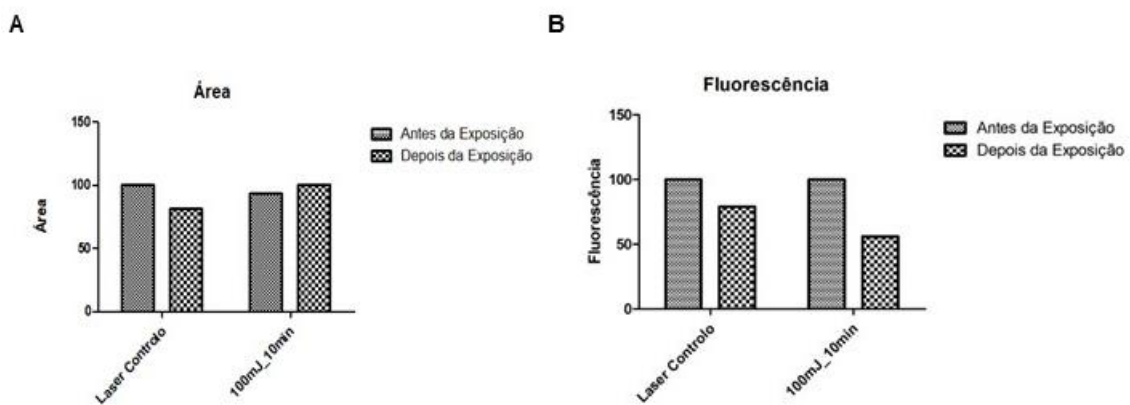 A
Área
Área
150
100
50
0
Laser Controlo
100mJ_10min
Antes da Exposição
Depois da Exposição
B
Fluorescência
Fluorescência
150
100
50
0
Laser Controlo
100mJ_10min
Antes da Exposição
Depois da Exposição